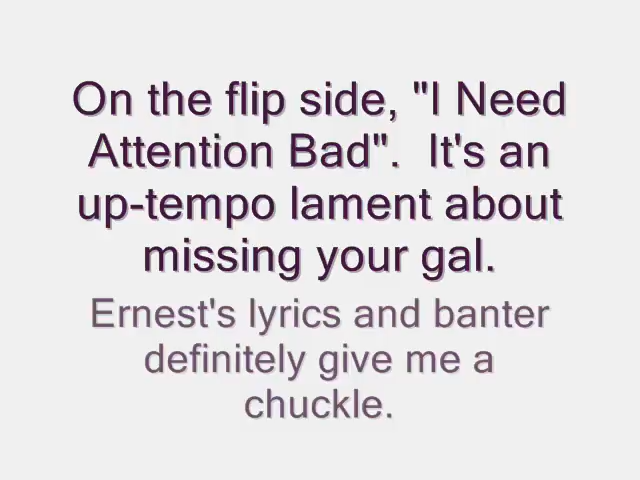 On the flip side, "I Need
Attention Bad".  It's an
up-tempo lament about
missing your gal.
Ernest's lyrics and banter
definitely give me a
chuckle.